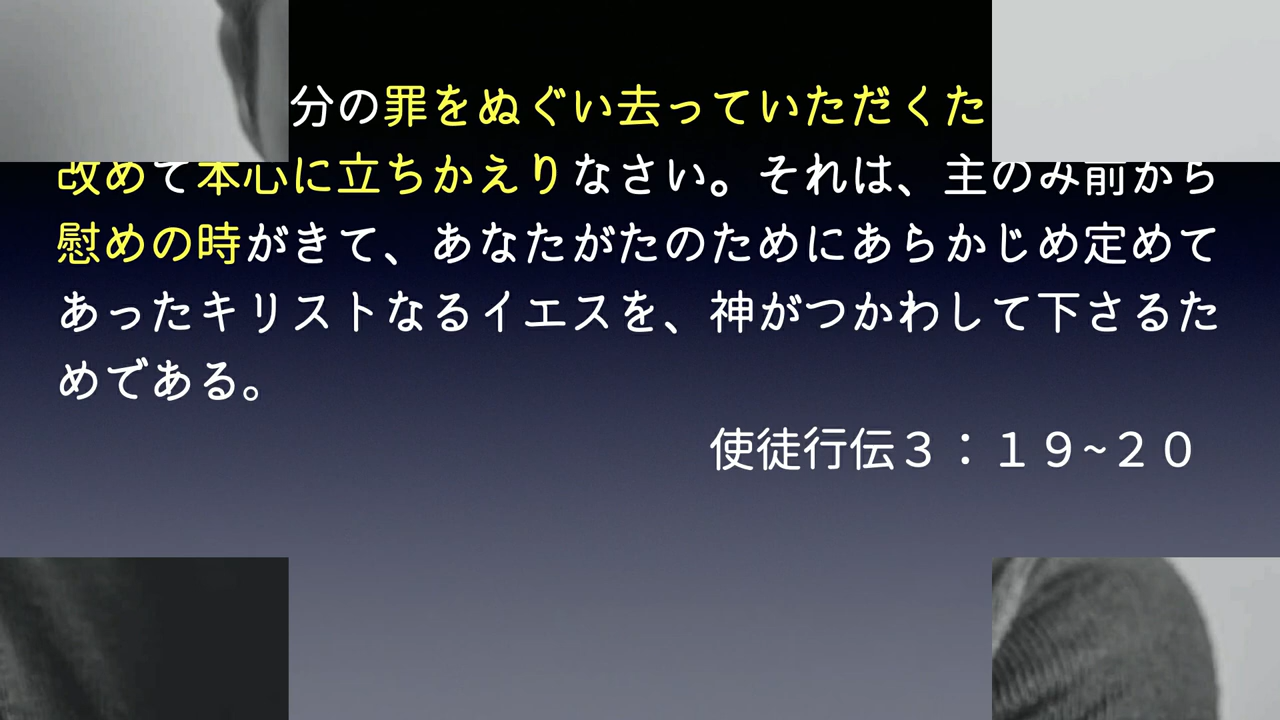 分の罪をぬぐい去っていただくた
改めて本心に立ちかえりなさい。それは、主のみ前から
慰めの時がきて、あなたがたのためにあらかじめ定めて
あったキリストなるイエスを、神がつかわして下さるた
めである。
使徒行伝３：１９~２０